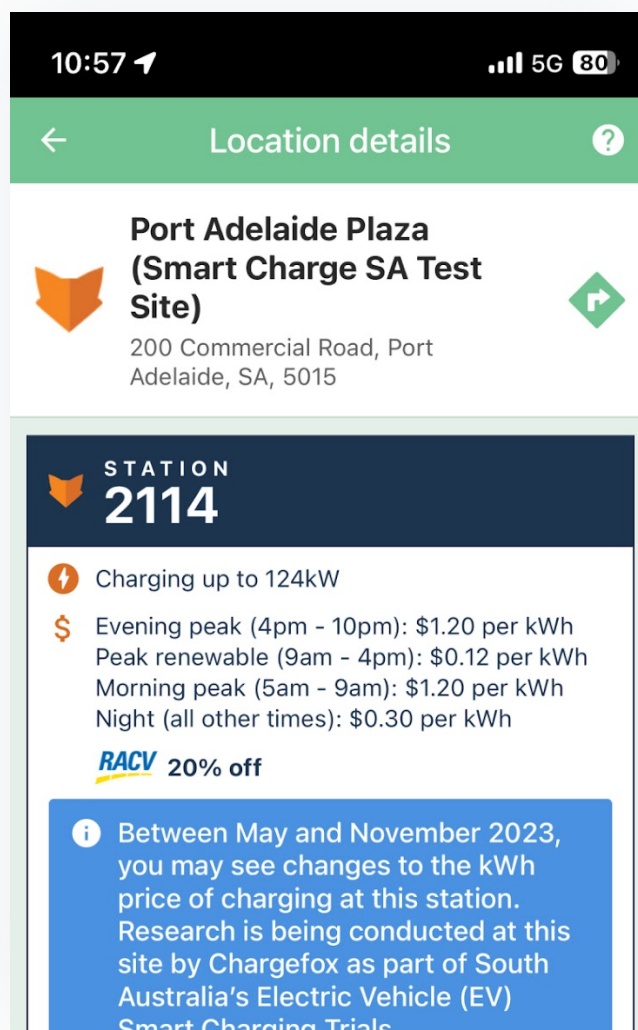 10:57 5G 80
Location details ?
Port Adelaide Plaza
(Smart Charge SA Test
Site)
200 Commercial Road, Port
Adelaide, SA, 5015
STATION
2114
Charging up to 124kW
$ Evening peak (4pm - 10pm): $1.20 per kWh
Peak renewable (9am - 4pm): $0.12 per kWh
Morning peak (5am - 9am): $1.20 per kWh
Night (all other times): $0.30 per kWh
RACV 20% off
i Between May and November 2023,
you may see changes to the kWh
price of charging at this station.
Research is being conducted at this
site by Chargefox as part of South
Australia's Electric Vehicle (EV)
Smart Charging Trials